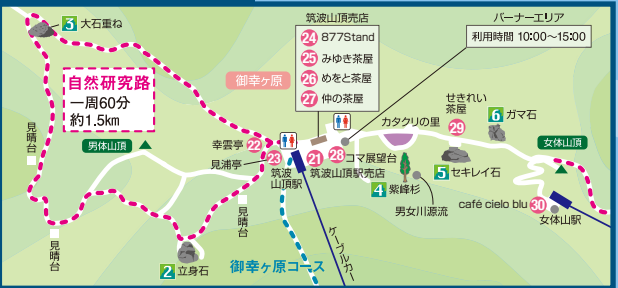 3 大石重ね
自然研究路
一周60分
約1.5km
見晴台
男体山頂
見晴台
見晴台
2 立身石
御幸ヶ原
幸雲亭 22
見浦亭 23
筑波
山頂駅
御幸ヶ原コース
ケーブルカー
筑波山頂売店
24 877Stand
25 みゆき茶屋
26 めをと茶屋
27 仲の茶屋
バーナーエリア
利用時間 10:00〜15:00
21
28 コマ展望台
筑波山頂駅売店
カタクリの里
4 紫峰杉
男女川源流
せきれい
茶屋
29
5 セキレイ石
6 ガマ石
女体山頂
café cielo blu 30
女体山駅